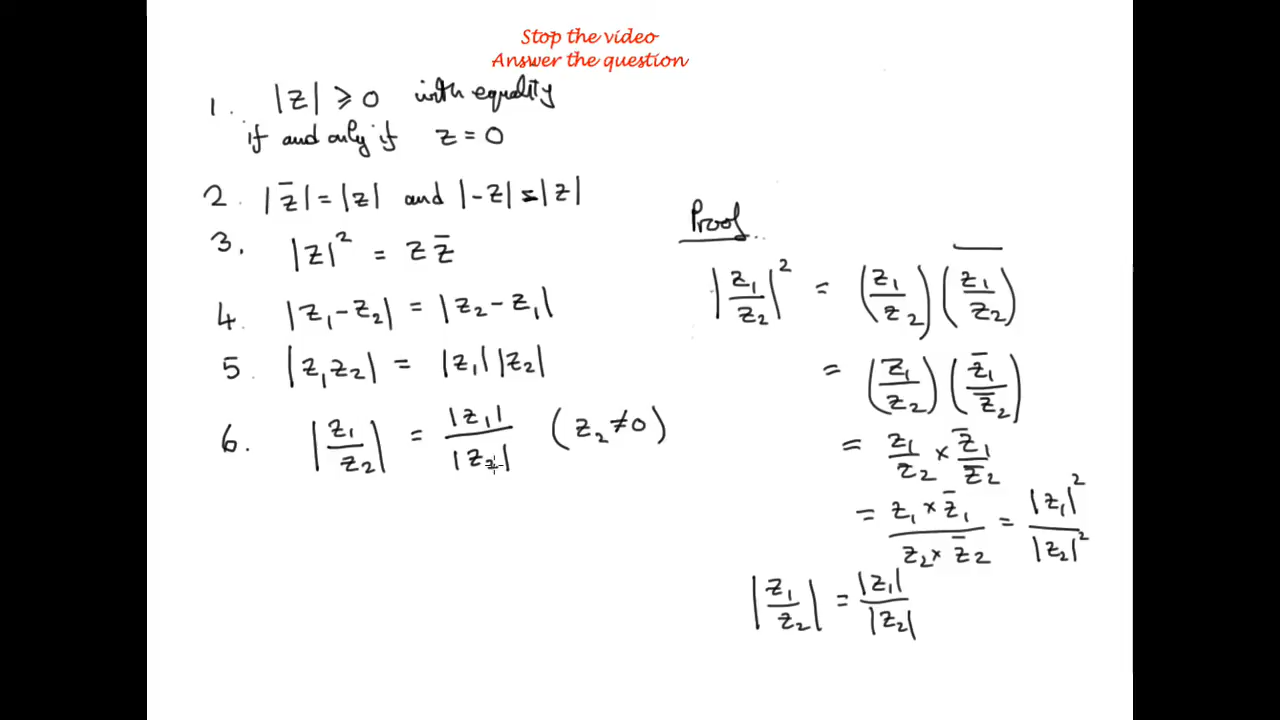 Stop the video
Answer the question
1. |z| ⩾ 0 with equality
if and only if z = 0
2. |z̄| = |z| and |-z| = |z|
3. |z|² = z z̄
4. |z₁ - z₂| = |z₂ - z₁|
5. |z₁z₂| = |z₁| |z₂|
6. |z₁/z₂| = |z₁|/|z₂| (z₂ ≠ 0)
Proof
|z₁/z₂|² = (z₁/z₂) \overline{(z₁/z₂)}
= (z₁/z₂) (z̄₁/z̄₂)
= z₁/z₂ × z̄₁/z̄₂
= (z₁ × z̄₁)/(z₂ × z̄₂) = |z₁|²/|z₂|²
|z₁/z₂| = |z₁|/|z₂|